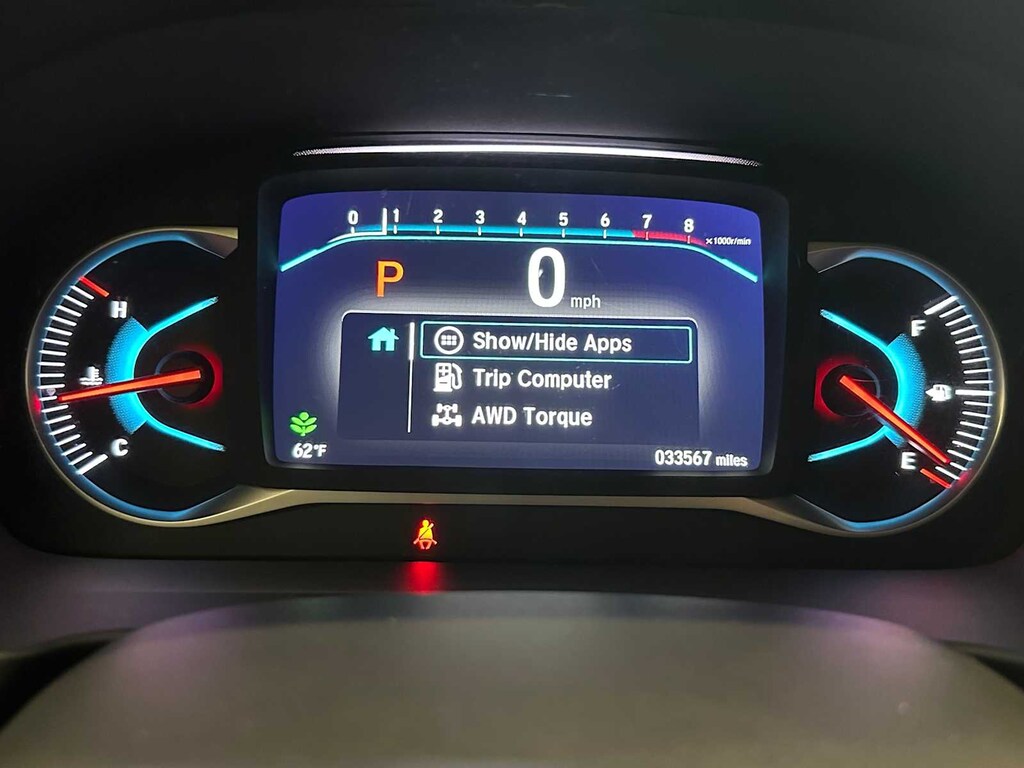 0 1 2 3 4 5 6 7 8
×1000r/min
P 0 mph
H
C
Show/Hide Apps
Trip Computer
AWD Torque
62°F
033567 miles
F
E